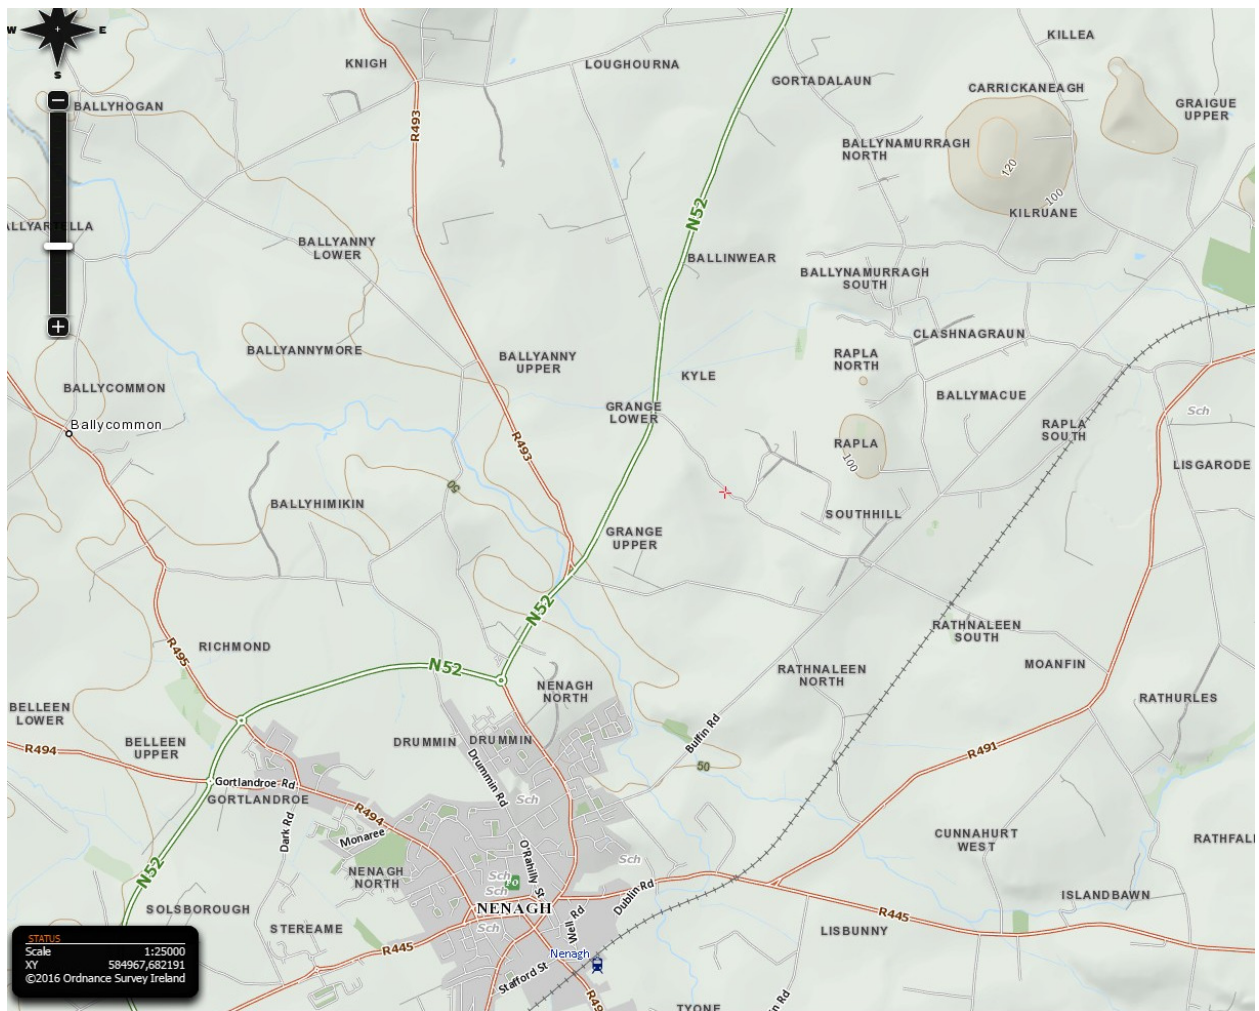 W E
S
KILLEA
KNIGH
LOUGHOURNA
GORTADALAUN
CARRICKANEAGH
BALLYHOGAN
GRAIGUE
UPPER
R493
BALLYNAMURRAGH
NORTH
120
100
N52
KILRUANE
BALLYANNY
LOWER
BALLINWEAR
BALLYNAMURRAGH
SOUTH
CLASHNAGRAUN
BALLYANNYMORE
BALLYANNY
UPPER
RAPLA
NORTH
KYLE
BALLYCOMMON
BALLYMACUE
GRANGE
LOWER
Sch
Ballycommon
RAPLA
SOUTH
R493
RAPLA
100
LISGARODE
50
BALLYHIMIKIN
SOUTHHILL
GRANGE
UPPER
N52
RATHNALEEN
SOUTH
R495
RICHMOND
N52
MOANFIN
RATHNALEEN
NORTH
NENAGH
NORTH
RATHURLES
BELLEEN
LOWER
Bulfin Rd
BELLEEN
UPPER
DRUMMIN
DRUMMIN
R494
R491
50
Drummin Rd
Gortlandroe Rd
GORTLANDROE
Sch
R494
Dark Rd
Monaree
CUNNAHURT
WEST
RATHFAL
O'Rahilly St
Sch
N52
NENAGH
NORTH
Sch
Sch
Dublin Rd
ISLANDBAWN
SOLSBOROUGH
NENAGH
R445
STEREAME
Sch
Well Rd
LISBUNNY
R445
Nenagh
Stafford St
TYONE
STATUS
Scale 1:25000
XY 584967,682191
©2016 Ordnance Survey Ireland